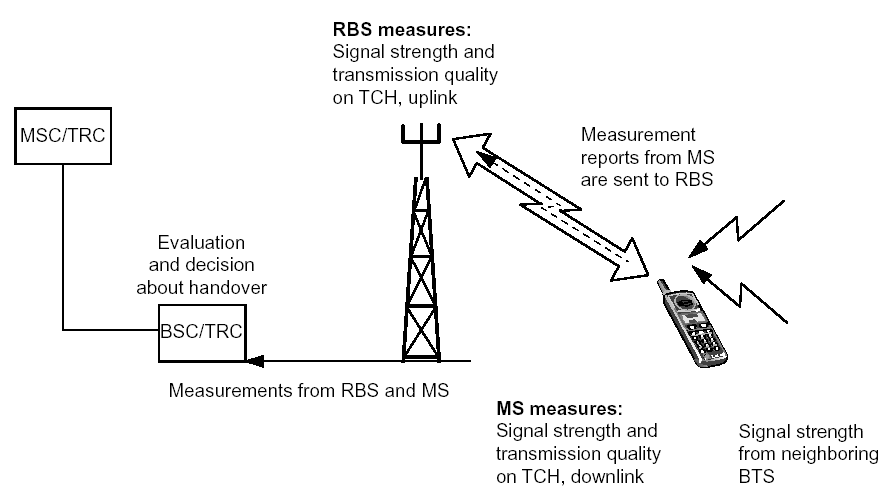 RBS measures:
Signal strength and
transmission quality
on TCH, uplink
MSC/TRC
Measurement
reports from MS
are sent to RBS
Evaluation
and decision
about handover
BSC/TRC
Measurements from RBS and MS
MS measures:
Signal strength and
transmission quality
on TCH, downlink
Signal strength
from neighboring
BTS